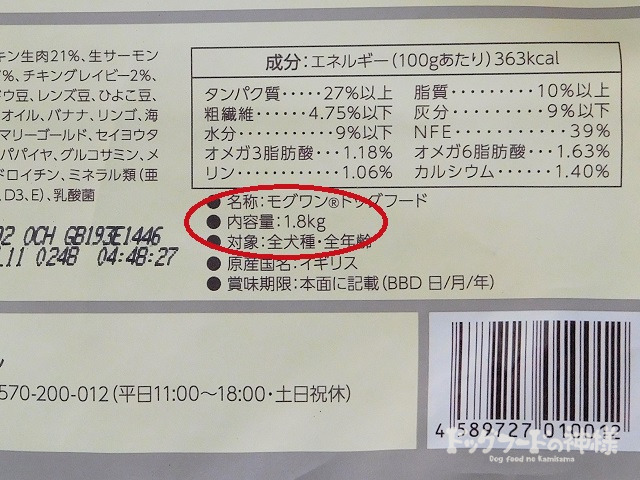 キン生肉21%、生サーモン
7%、チキングレイビー2%、
ドウ豆、レンズ豆、ひよこ豆、
オイル、バナナ、リンゴ、海
マリーゴールド、セイヨウタ
パパイヤ、グルコサミン、メ
ドロイチン、ミネラル類(亜
、D3、E)、乳酸菌
成分:エネルギー(100gあたり)363kcal
タンパク質・・・・・27%以上
脂質・・・・・・・・・10%以上
粗繊維・・・・・・4.75%以下
灰分・・・・・・・・・・9%以下
水分・・・・・・・・・・9%以下
NFE・・・・・・・・・・・39%
オメガ3脂肪酸・・・1.18%
オメガ6脂肪酸・・・1.63%
リン・・・・・・・・・・・1.06%
カルシウム・・・・・・1.40%
●名称:モグワン®ドッグフード
●内容量:1.8kg
●対象:全犬種・全年齢
●原産国名:イギリス
●賞味期限:本面に記載(BBD 日/月/年)
02 OCH GB193E1446
.11 0248 04:48:27
570-200-012(平日11:00〜18:00・土日祝休)
4 589727 010012
ドッグフードの神様
Dog food no Kamisama